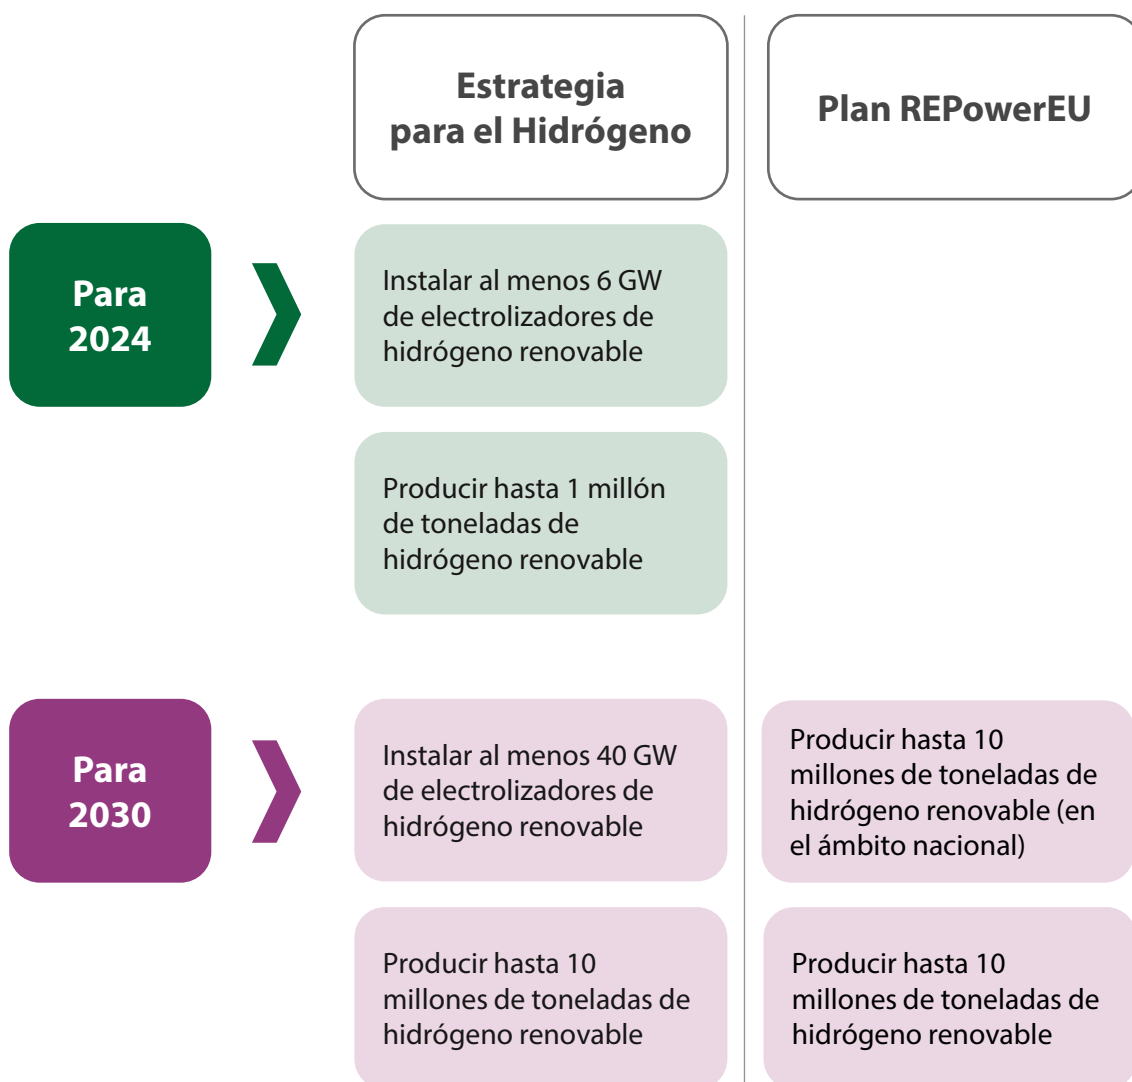 Estrategia
para el Hidrógeno
Plan REPowerEU
Para
2024
Instalar al menos 6 GW
de electrolizadores de
hidrógeno renovable
Producir hasta 1 millón
de toneladas de
hidrógeno renovable
Para
2030
Instalar al menos 40 GW
de electrolizadores de
hidrógeno renovable
Producir hasta 10
millones de toneladas de
hidrógeno renovable (en
el ámbito nacional)
Producir hasta 10
millones de toneladas de
hidrógeno renovable
Producir hasta 10
millones de toneladas de
hidrógeno renovable